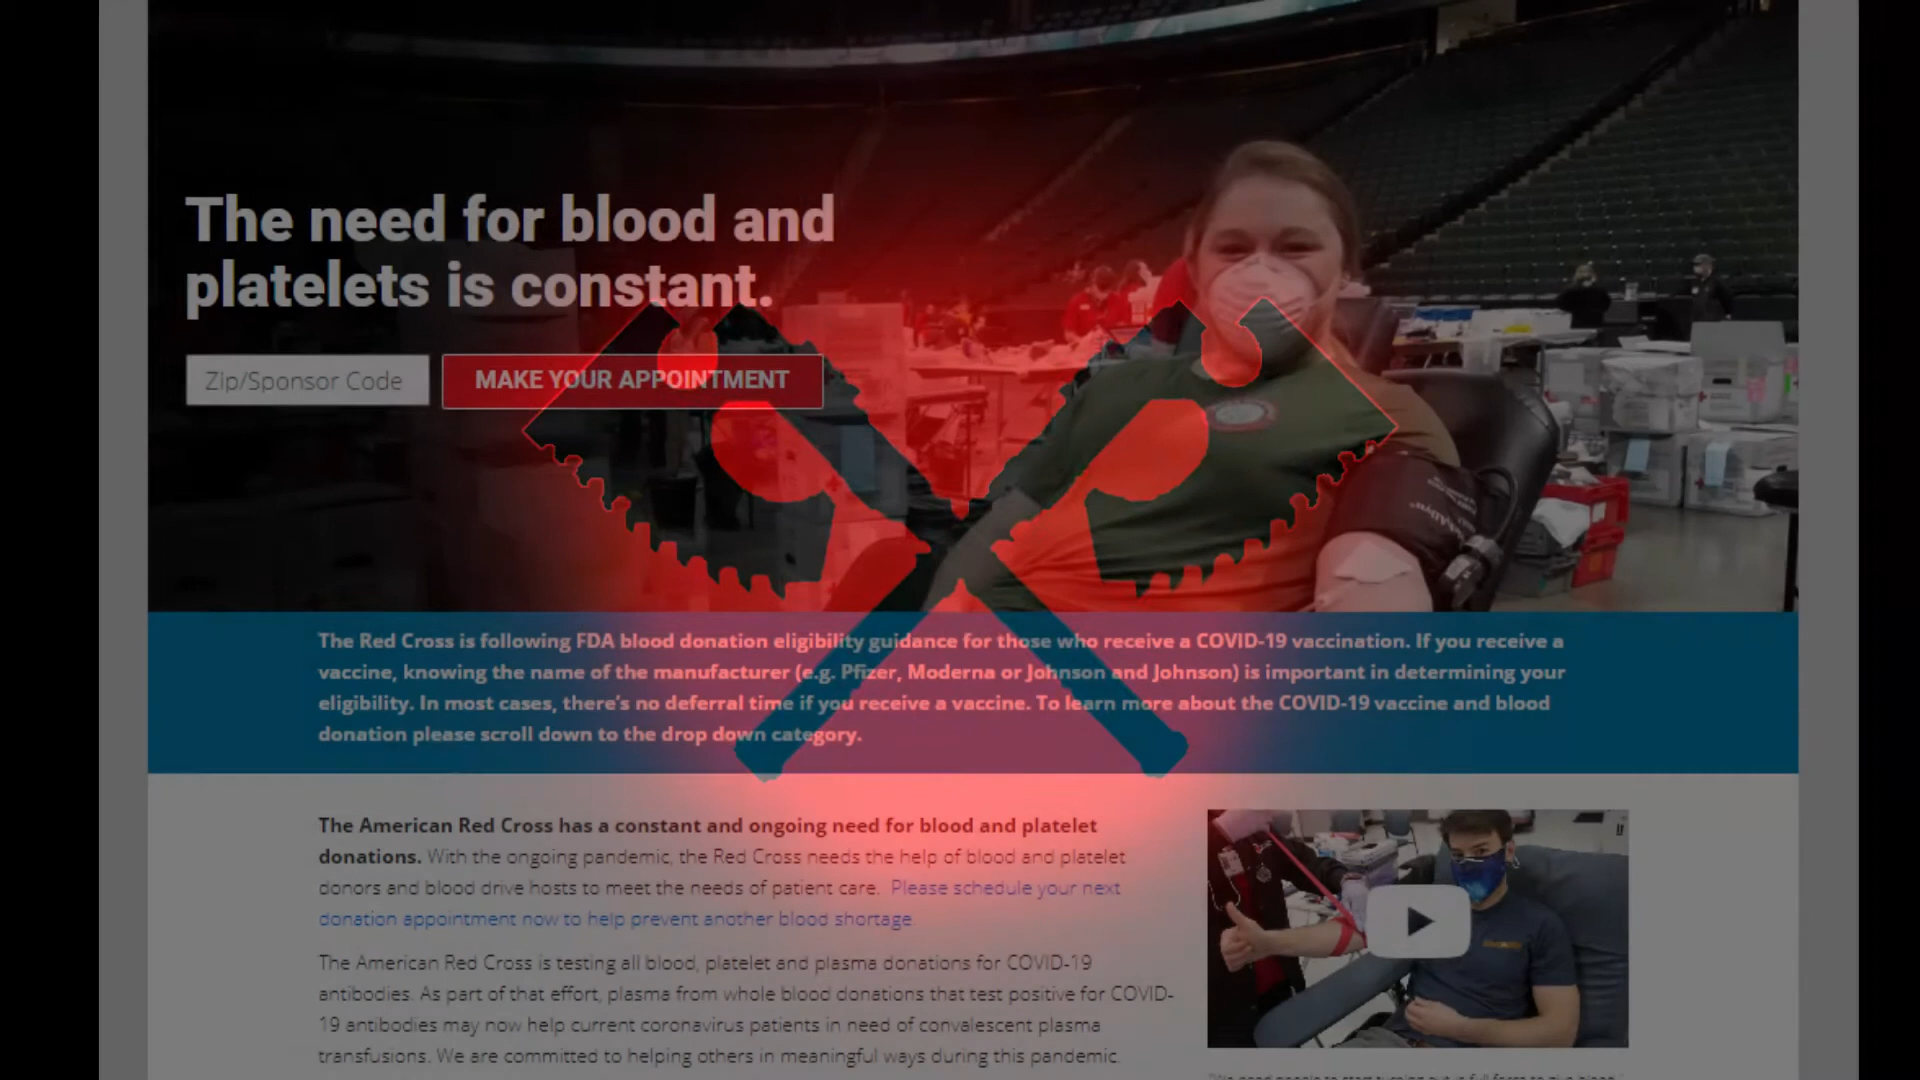 The need for blood and
platelets is constant.
Zip/Sponsor Code
MAKE YOUR APPOINTMENT
The Red Cross is following FDA blood donation eligibility guidance for those who receive a COVID-19 vaccination. If you receive a
vaccine, knowing the name of the manufacturer (e.g. Pfizer, Moderna or Johnson and Johnson) is important in determining your
eligibility. In most cases, there's no deferral time if you receive a vaccine. To learn more about the COVID-19 vaccine and blood
donation please scroll down to the drop down category.
The American Red Cross has a constant and ongoing need for blood and platelet
donations. With the ongoing pandemic, the Red Cross needs the help of blood and platelet
donors and blood drive hosts to meet the needs of patient care. Please schedule your next
donation appointment now to help prevent another blood shortage.
The American Red Cross is testing all blood, platelet and plasma donations for COVID-19
antibodies. As part of that effort, plasma from whole blood donations that test positive for COVID-
19 antibodies may now help current coronavirus patients in need of convalescent plasma
transfusions. We are committed to helping others in meaningful ways during this pandemic.